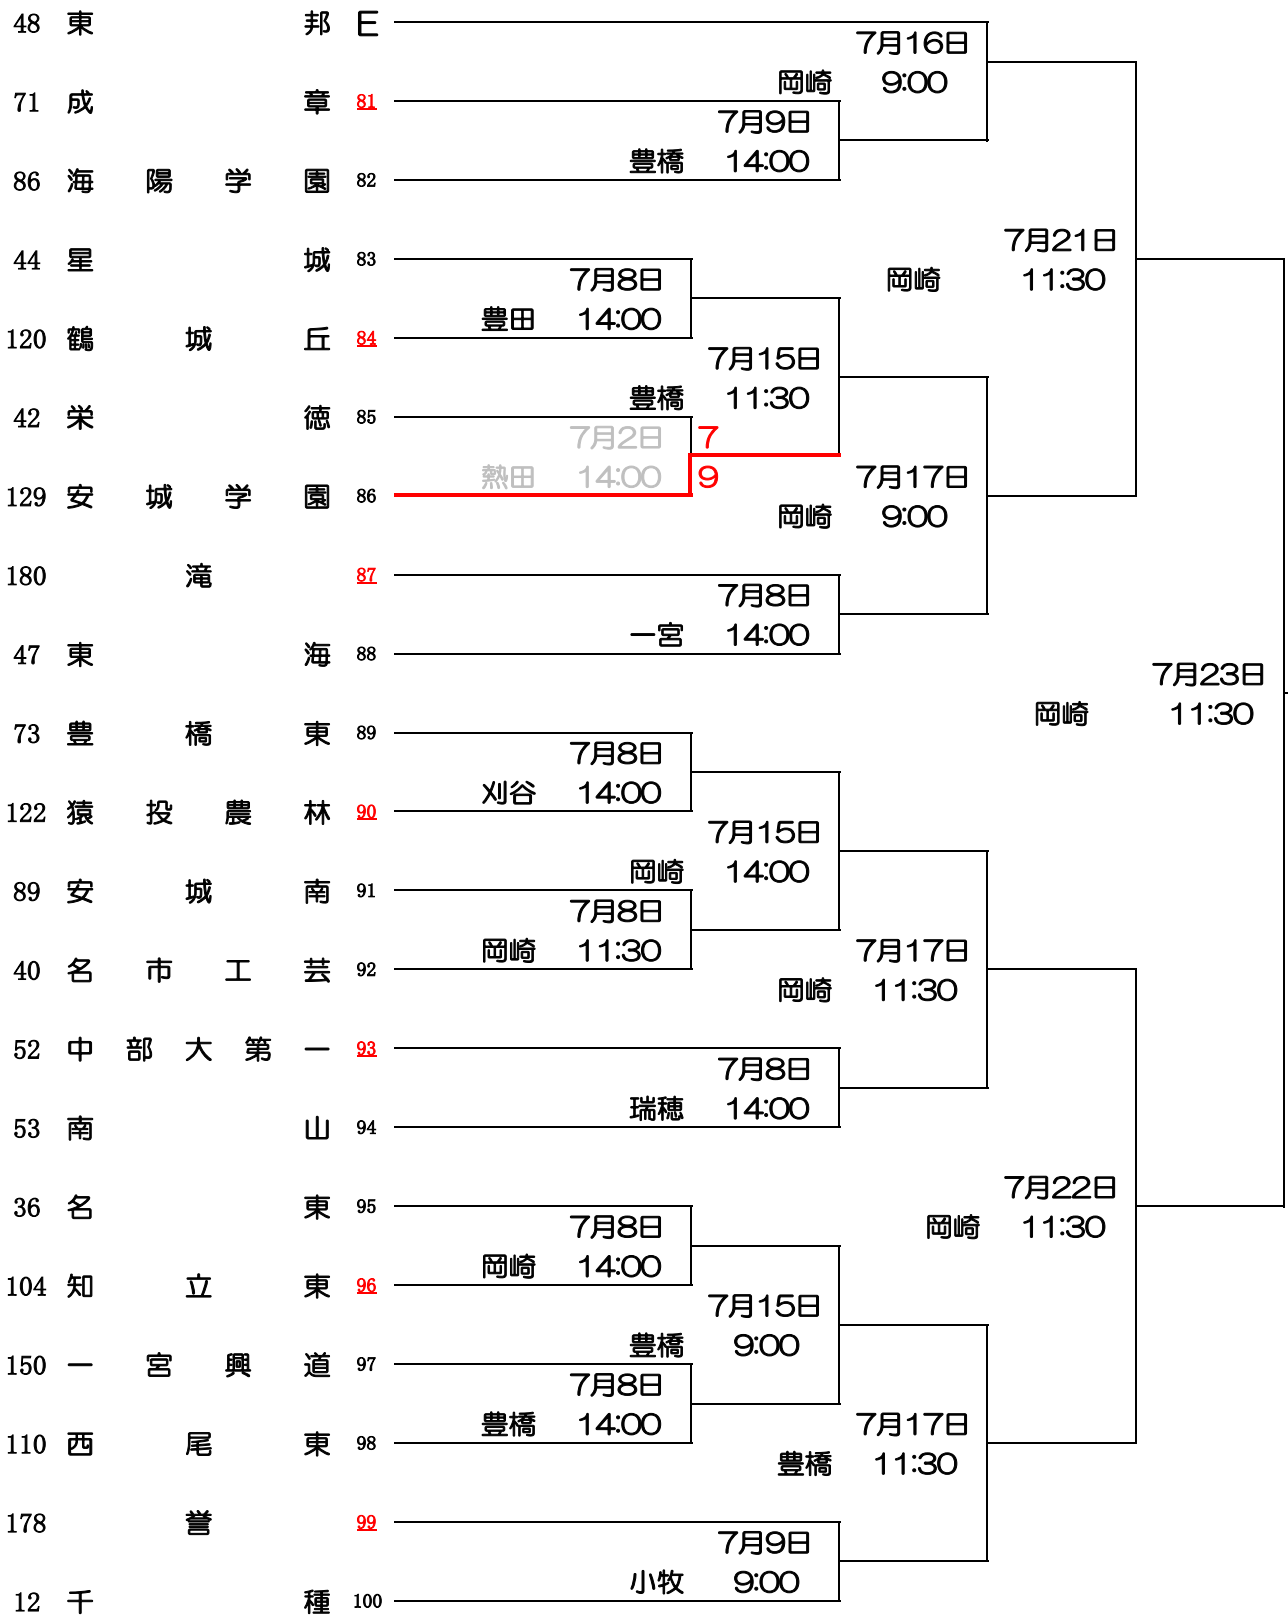 48 東邦 E
7月16日
岡崎 9:00
71 成章 81
7月9日
豊橋 14:00
86 海陽学園 82
7月21日
岡崎 11:30
44 星城 83
7月8日
豊田 14:00
120 鶴城丘 84
7月15日
豊橋 11:30
42 栄徳 85
7月2日 7
熱田 14:00 9
129 安城学園 86
7月17日
岡崎 9:00
180 滝 87
7月8日
一宮 14:00
47 東海 88
7月23日
岡崎 11:30
73 豊橋東 89
7月8日
刈谷 14:00
122 猿投農林 90
7月15日
岡崎 14:00
89 安城南 91
7月8日
岡崎 11:30
40 名市工芸 92
7月17日
岡崎 11:30
52 中部大第一 93
7月8日
瑞穂 14:00
53 南山 94
7月22日
岡崎 11:30
36 名東 95
7月8日
岡崎 14:00
104 知立東 96
7月15日
豊橋 9:00
150 一宮興道 97
7月8日
豊橋 14:00
110 西尾東 98
7月17日
豊橋 11:30
178 誉 99
7月9日
小牧 9:00
12 千種 100